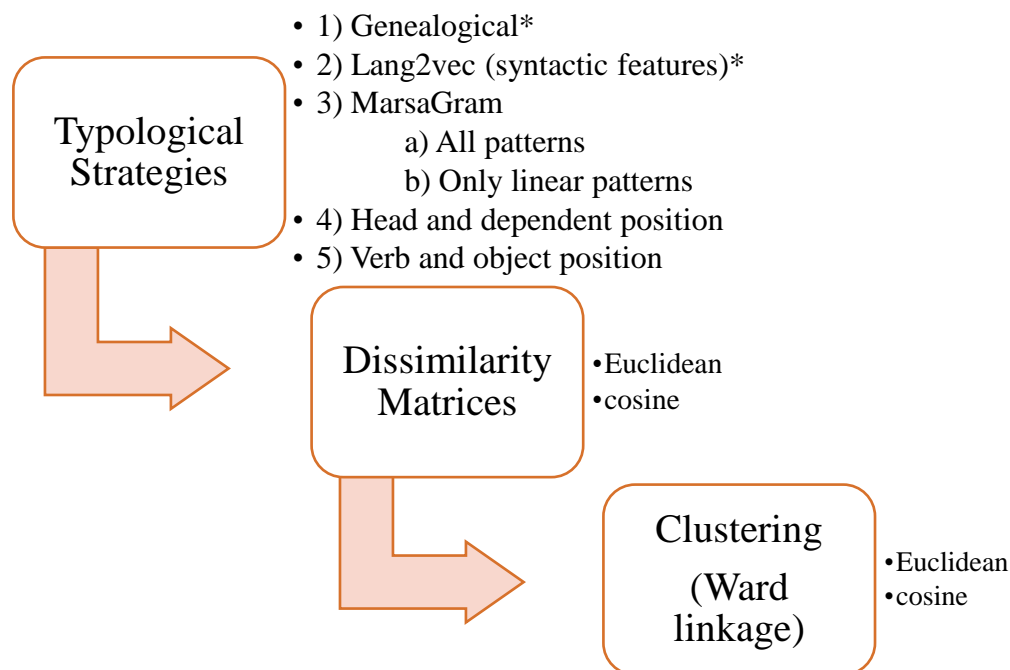 • 1) Genealogical*
• 2) Lang2vec (syntactic features)*
• 3) MarsaGram
a) All patterns
b) Only linear patterns
• 4) Head and dependent position
• 5) Verb and object position
Typological
Strategies
Dissimilarity
Matrices
•Euclidean
•cosine
Clustering
(Ward
linkage)
•Euclidean
•cosine